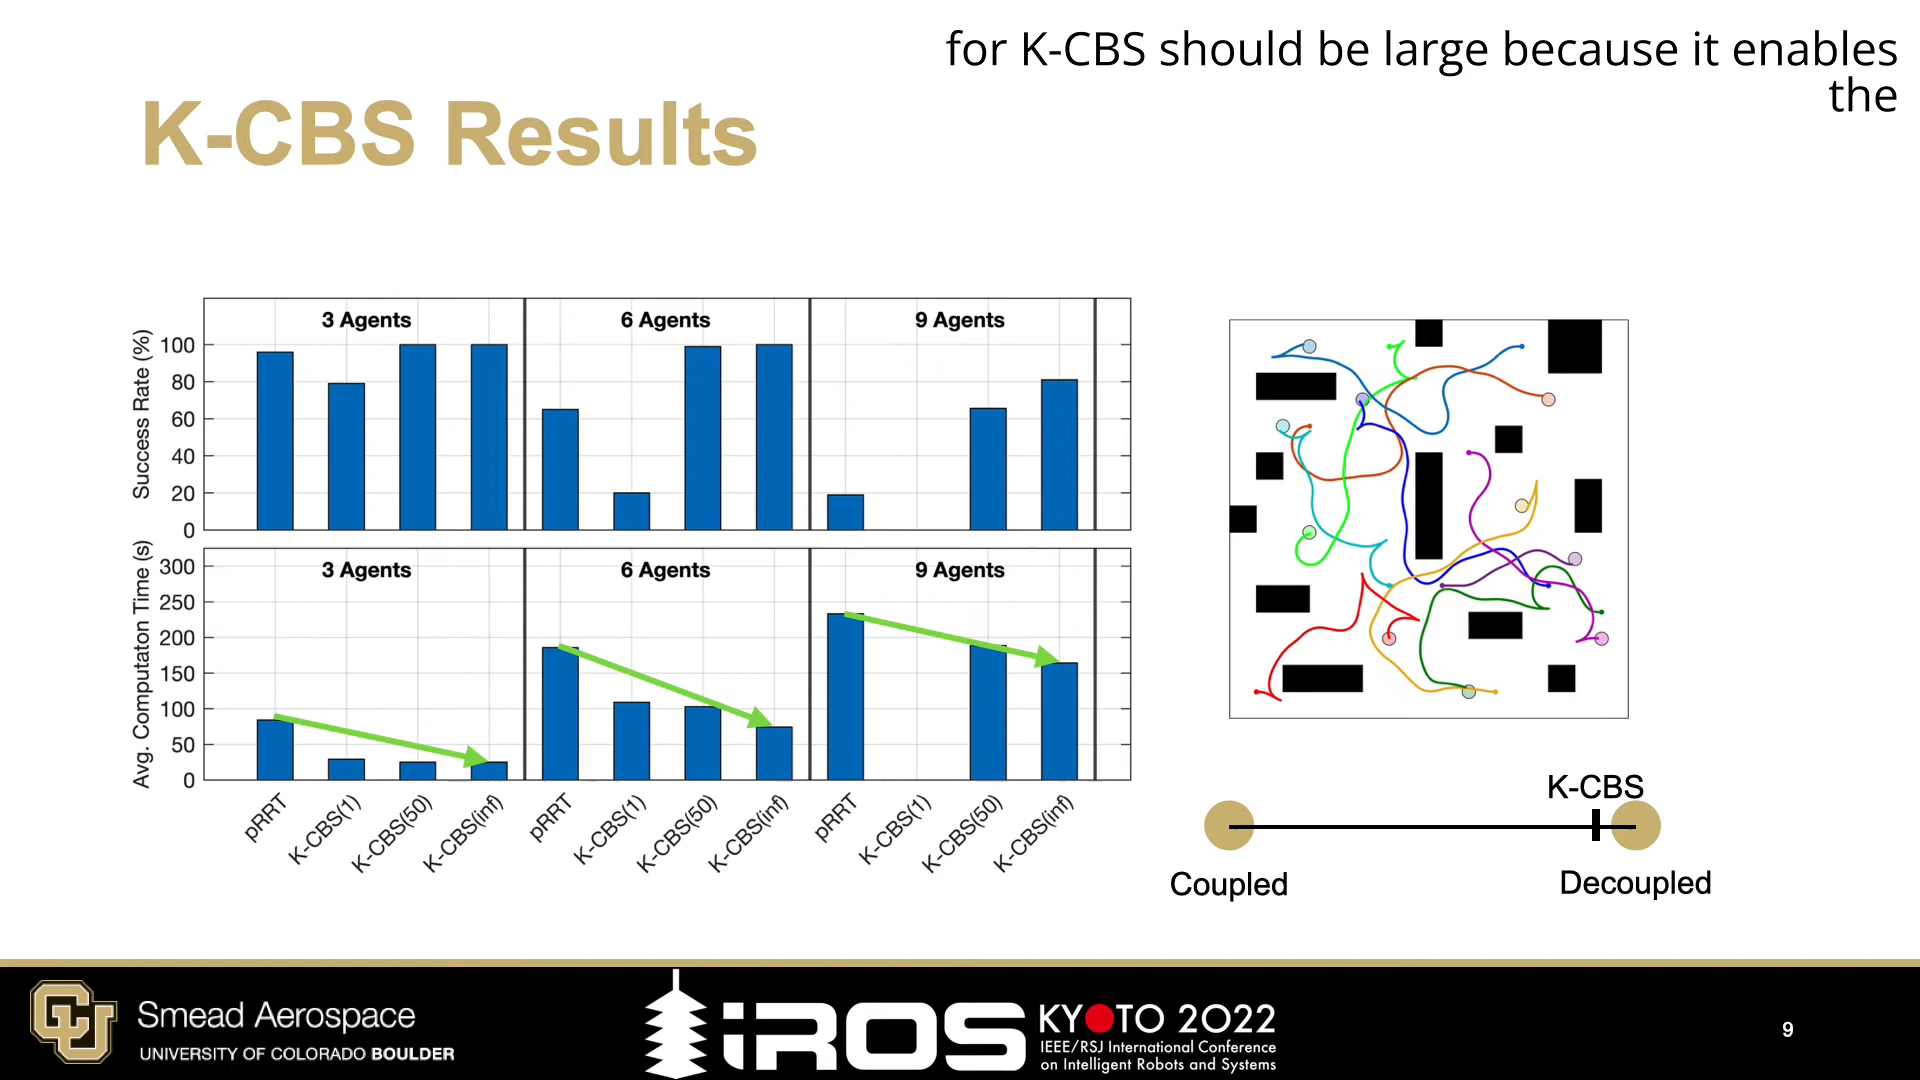 for K-CBS should be large because it enables
the
K-CBS Results
3 Agents
6 Agents
9 Agents
Success Rate (%)
100
80
60
40
20
0
3 Agents
6 Agents
9 Agents
Avg. Computaton Time (s)
300
250
200
150
100
50
0
pRRT
K-CBS(1)
K-CBS(50)
K-CBS(inf)
pRRT
K-CBS(1)
K-CBS(50)
K-CBS(inf)
pRRT
K-CBS(1)
K-CBS(50)
K-CBS(inf)
K-CBS
Coupled
Decoupled
CU
Smead Aerospace
UNIVERSITY OF COLORADO BOULDER
iROS
KYOTO 2022
IEEE/RSJ International Conference
on Intelligent Robots and Systems
9